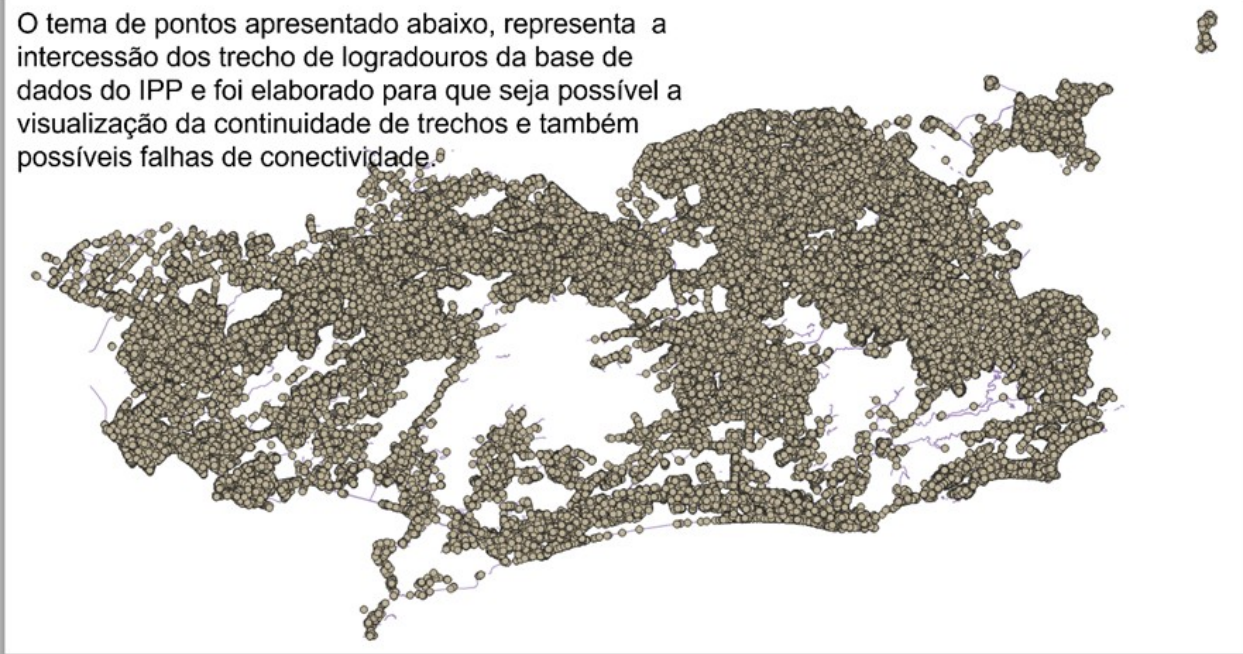 O tema de pontos apresentado abaixo, representa a
intercessão dos trecho de logradouros da base de
dados do IPP e foi elaborado para que seja possível a
visualização da continuidade de trechos e também
possíveis falhas de conectividade.